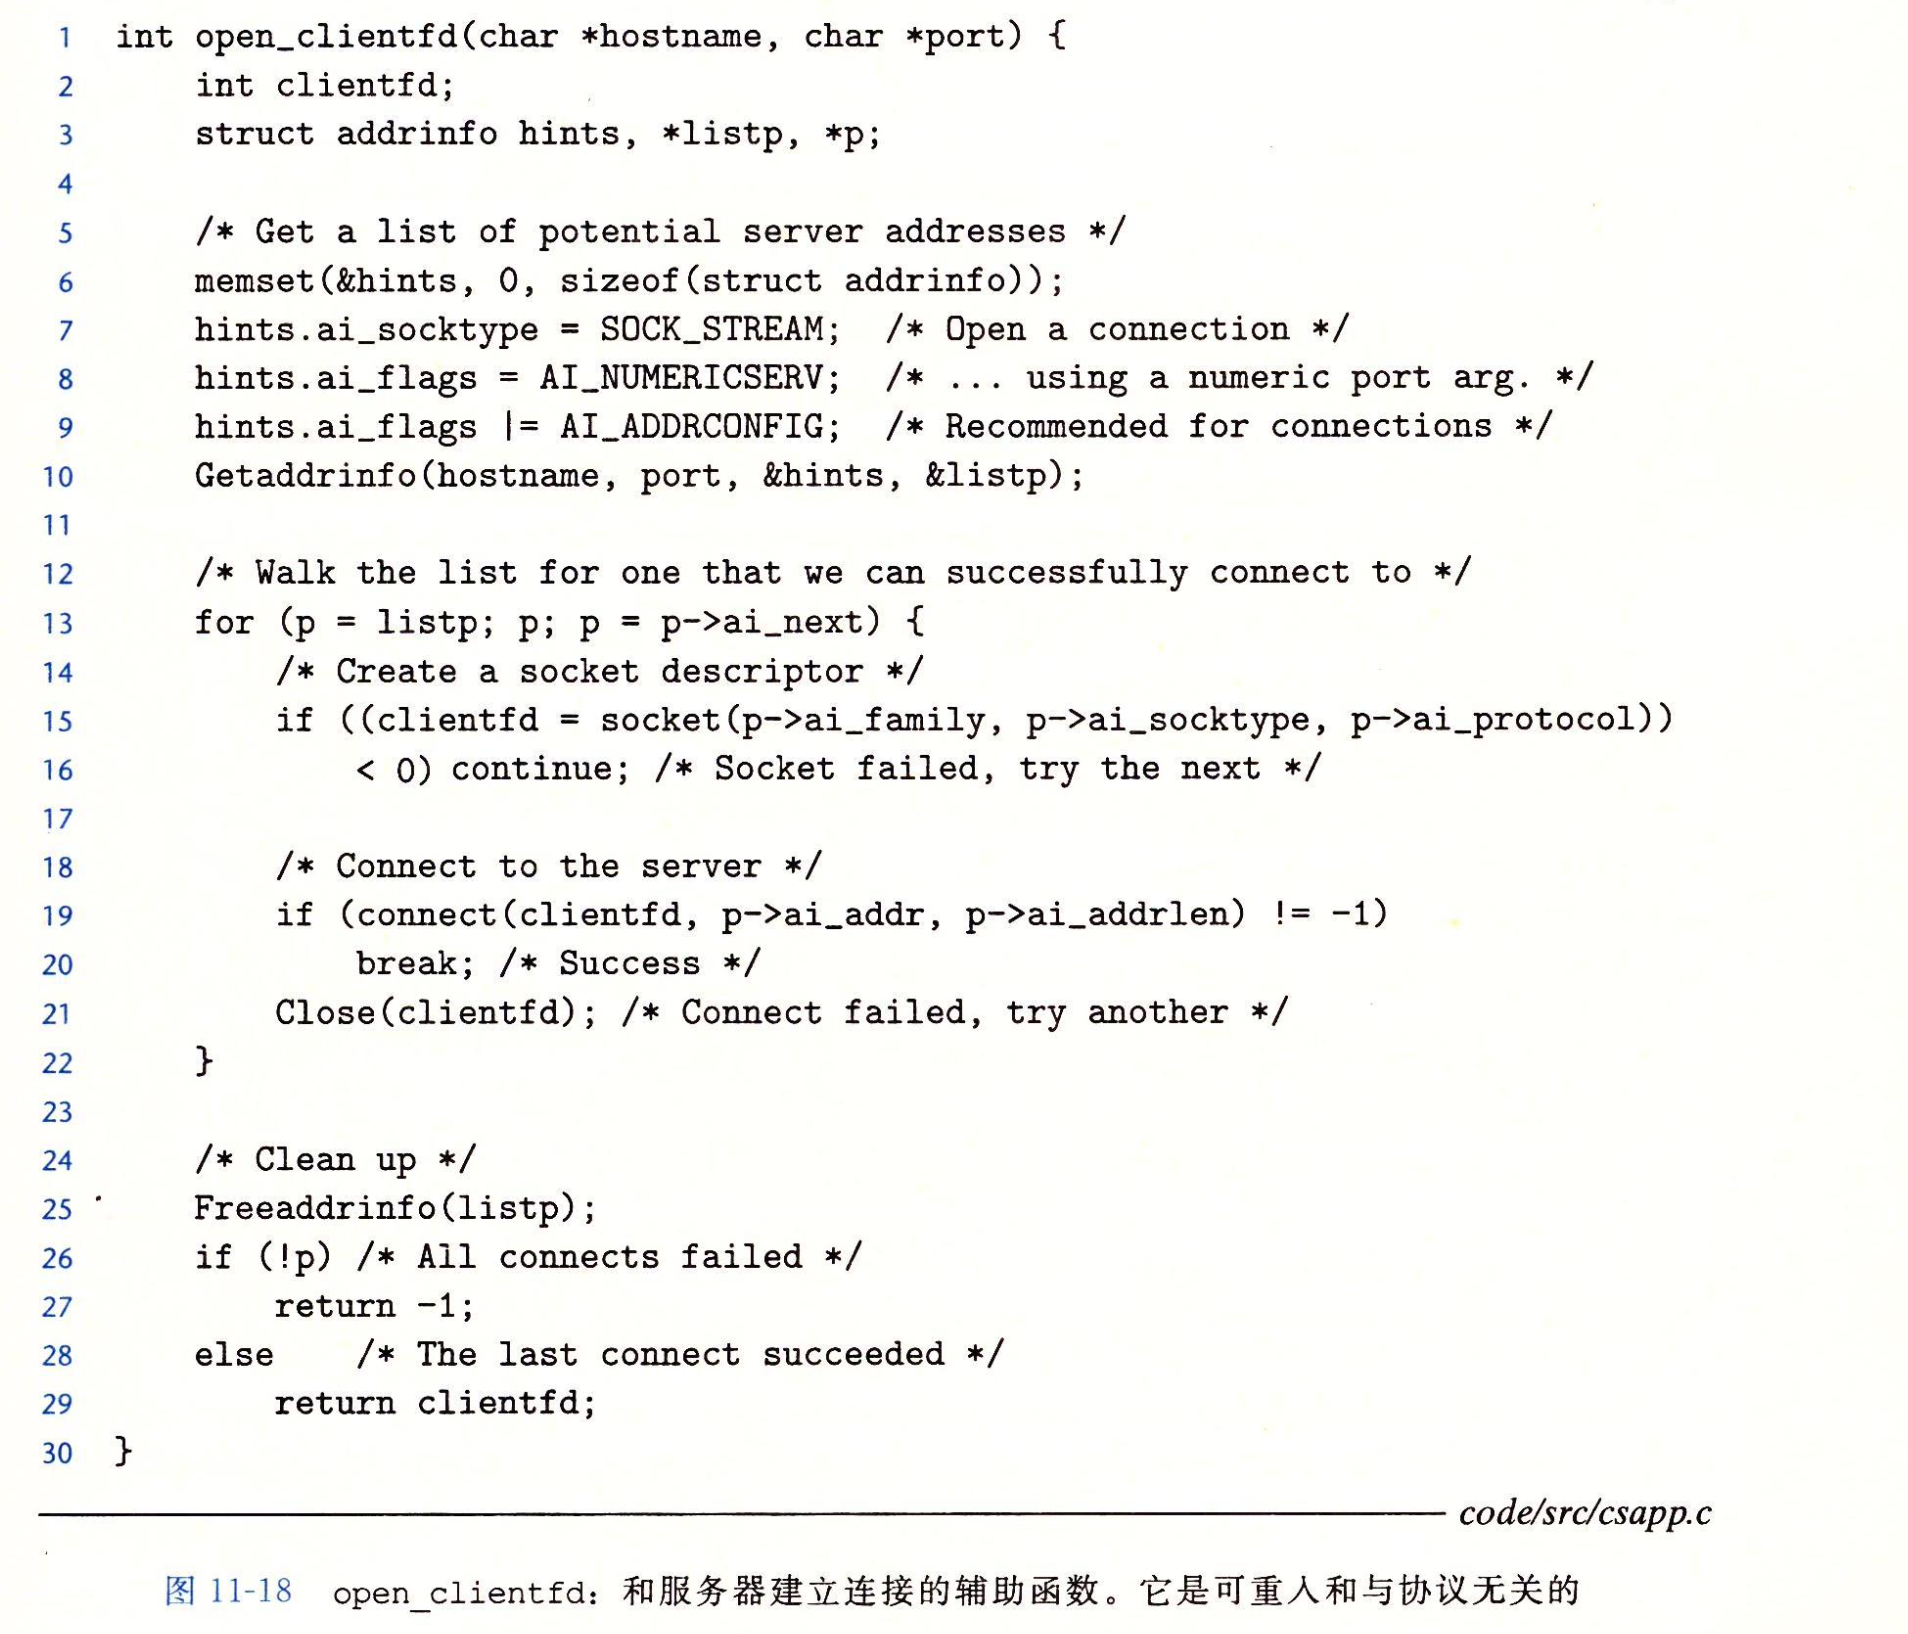 1 int open_clientfd(char *hostname, char *port) {
2     int clientfd;
3     struct addrinfo hints, *listp, *p;
4
5     /* Get a list of potential server addresses */
6     memset(&hints, 0, sizeof(struct addrinfo));
7     hints.ai_socktype = SOCK_STREAM;  /* Open a connection */
8     hints.ai_flags = AI_NUMERICSERV;  /* ... using a numeric port arg. */
9     hints.ai_flags |= AI_ADDRCONFIG;  /* Recommended for connections */
10     Getaddrinfo(hostname, port, &hints, &listp);
11
12     /* Walk the list for one that we can successfully connect to */
13     for (p = listp; p; p = p->ai_next) {
14         /* Create a socket descriptor */
15         if ((clientfd = socket(p->ai_family, p->ai_socktype, p->ai_protocol))
16             < 0) continue; /* Socket failed, try the next */
17
18         /* Connect to the server */
19         if (connect(clientfd, p->ai_addr, p->ai_addrlen) != -1)
20             break; /* Success */
21         Close(clientfd); /* Connect failed, try another */
22     }
23
24     /* Clean up */
25     Freeaddrinfo(listp);
26     if (!p) /* All connects failed */
27         return -1;
28     else    /* The last connect succeeded */
29         return clientfd;
30 }
code/src/csapp.c
图 11-18 open_clientfd：和服务器建立连接的辅助函数。它是可重入和与协议无关的